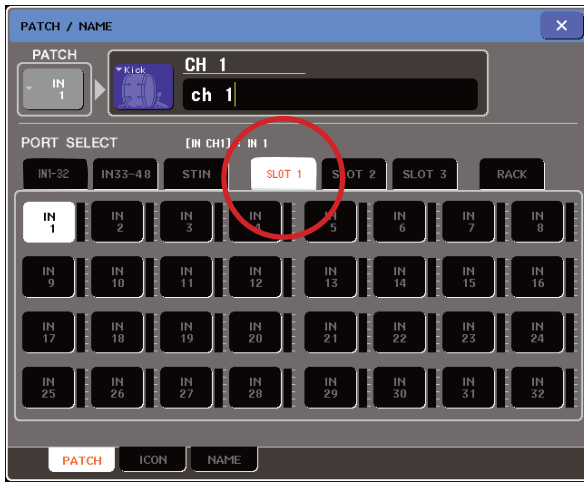 PATCH / NAME ×
PATCH
IN 1
Kick
CH 1
ch 1
PORT SELECT [IN CH1] : IN 1
IN1-32 IN33-48 STIN SLOT 1 SLOT 2 SLOT 3 RACK
IN 1 IN 2 IN 3 IN 4 IN 5 IN 6 IN 7 IN 8
IN 9 IN 10 IN 11 IN 12 IN 13 IN 14 IN 15 IN 16
IN 17 IN 18 IN 19 IN 20 IN 21 IN 22 IN 23 IN 24
IN 25 IN 26 IN 27 IN 28 IN 29 IN 30 IN 31 IN 32
PATCH ICON NAME